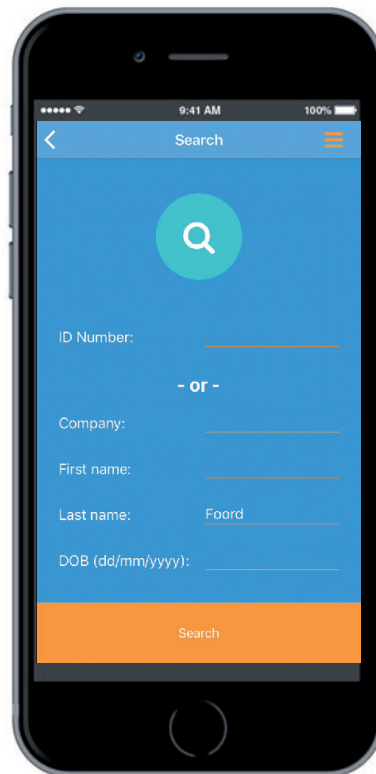 9:41 AM 100%
Search
ID Number:
- or -
Company:
First name:
Last name: Foord
DOB (dd/mm/yyyy):
Search